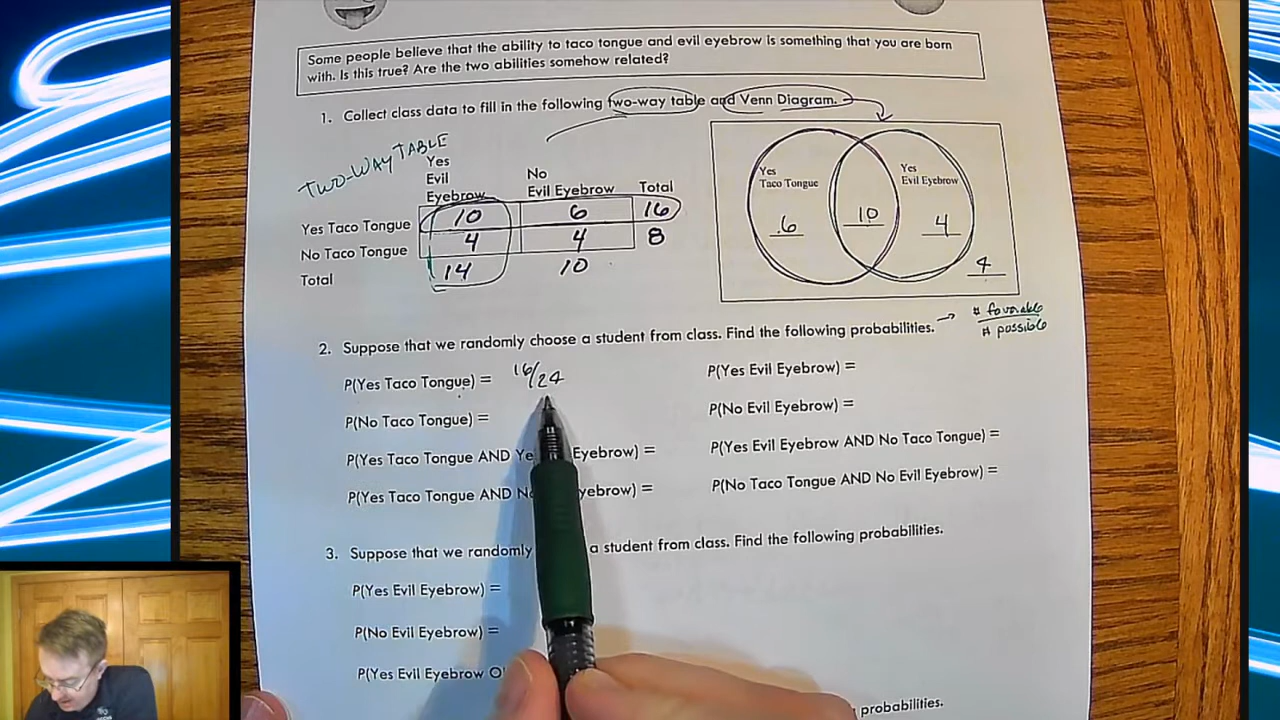 Some people believe that the ability to taco tongue and evil eyebrow is something that you are born
with. Is this true? Are the two abilities somehow related?
1. Collect class data to fill in the following two-way table and Venn Diagram.
TWO-WAY TABLE
Yes
Evil
Eyebrow
No
Evil Eyebrow
Total
Yes Taco Tongue 10 6 16
No Taco Tongue 4 4 8
Total 14 10
Yes
Taco Tongue
Yes
Evil Eyebrow
6 10 4
4
2. Suppose that we randomly choose a student from class. Find the following probabilities.
# favorable
# possible
P(Yes Taco Tongue) = 16/24
P(No Taco Tongue) =
P(Yes Taco Tongue AND Ye Eyebrow) =
P(Yes Taco Tongue AND No yebrow) =
P(Yes Evil Eyebrow) =
P(No Evil Eyebrow) =
P(Yes Evil Eyebrow AND No Taco Tongue) =
P(No Taco Tongue AND No Evil Eyebrow) =
3. Suppose that we randomly a student from class. Find the following probabilities.
P(Yes Evil Eyebrow) =
P(No Evil Eyebrow) =
P(Yes Evil Eyebrow O
probabilities.